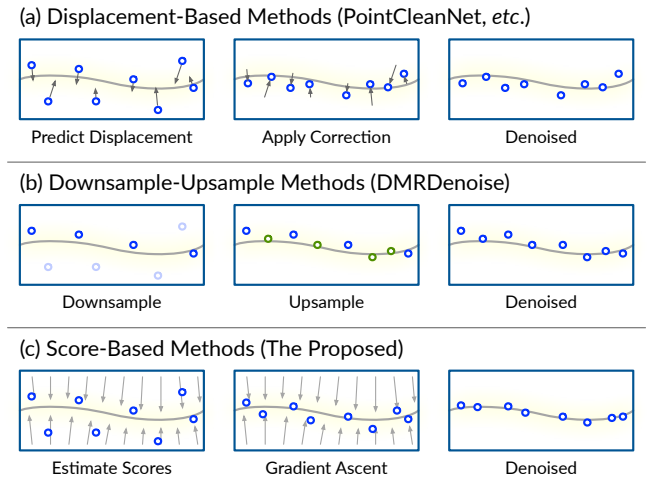 (a) Displacement-Based Methods (PointCleanNet, etc.)
Predict Displacement
Apply Correction
Denoised
(b) Downsample-Upsample Methods (DMRDenoise)
Downsample
Upsample
Denoised
(c) Score-Based Methods (The Proposed)
Estimate Scores
Gradient Ascent
Denoised